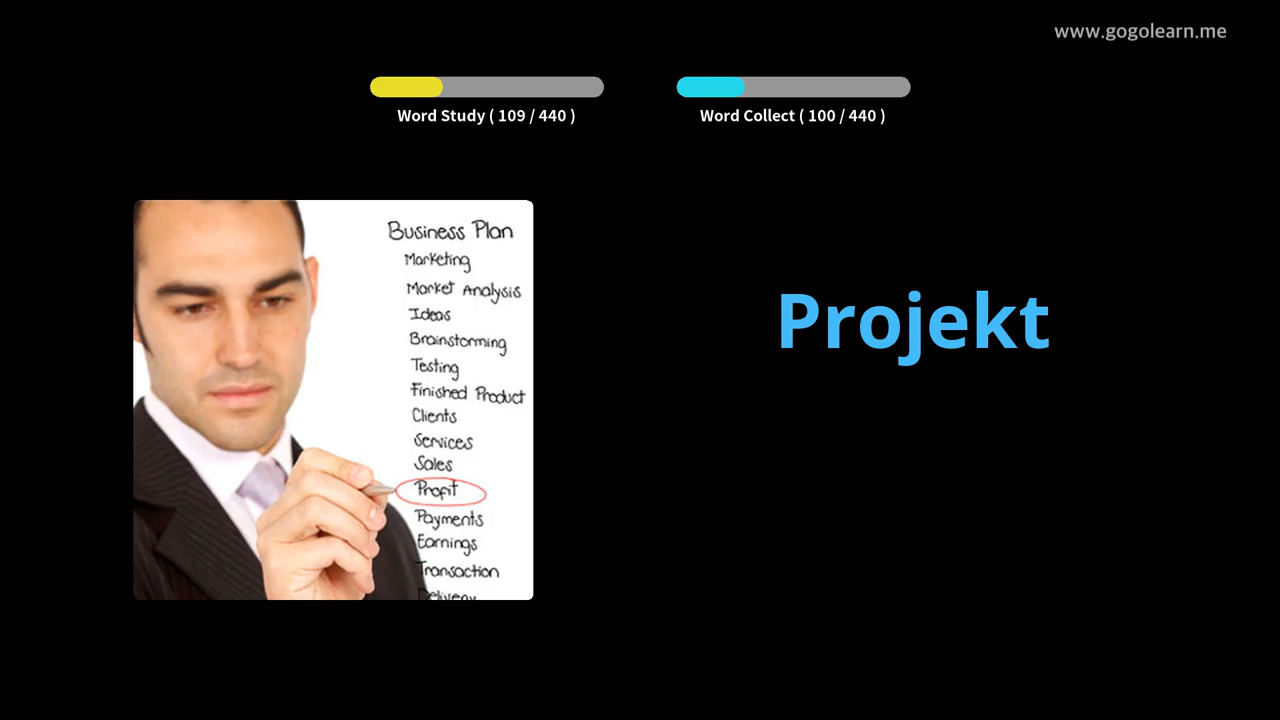 www.gogolearn.me
Word Study ( 109 / 440 )
Word Collect ( 100 / 440 )
Business Plan
Marketing
Market Analysis
Ideas
Brainstorming
Testing
Finished Product
Clients
Services
Sales
Profit
Payments
Earnings
Transaction
Delivery
Projekt